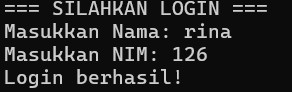 === SILAHKAN LOGIN ===
Masukkan Nama: rina
Masukkan NIM: 126
Login berhasil!